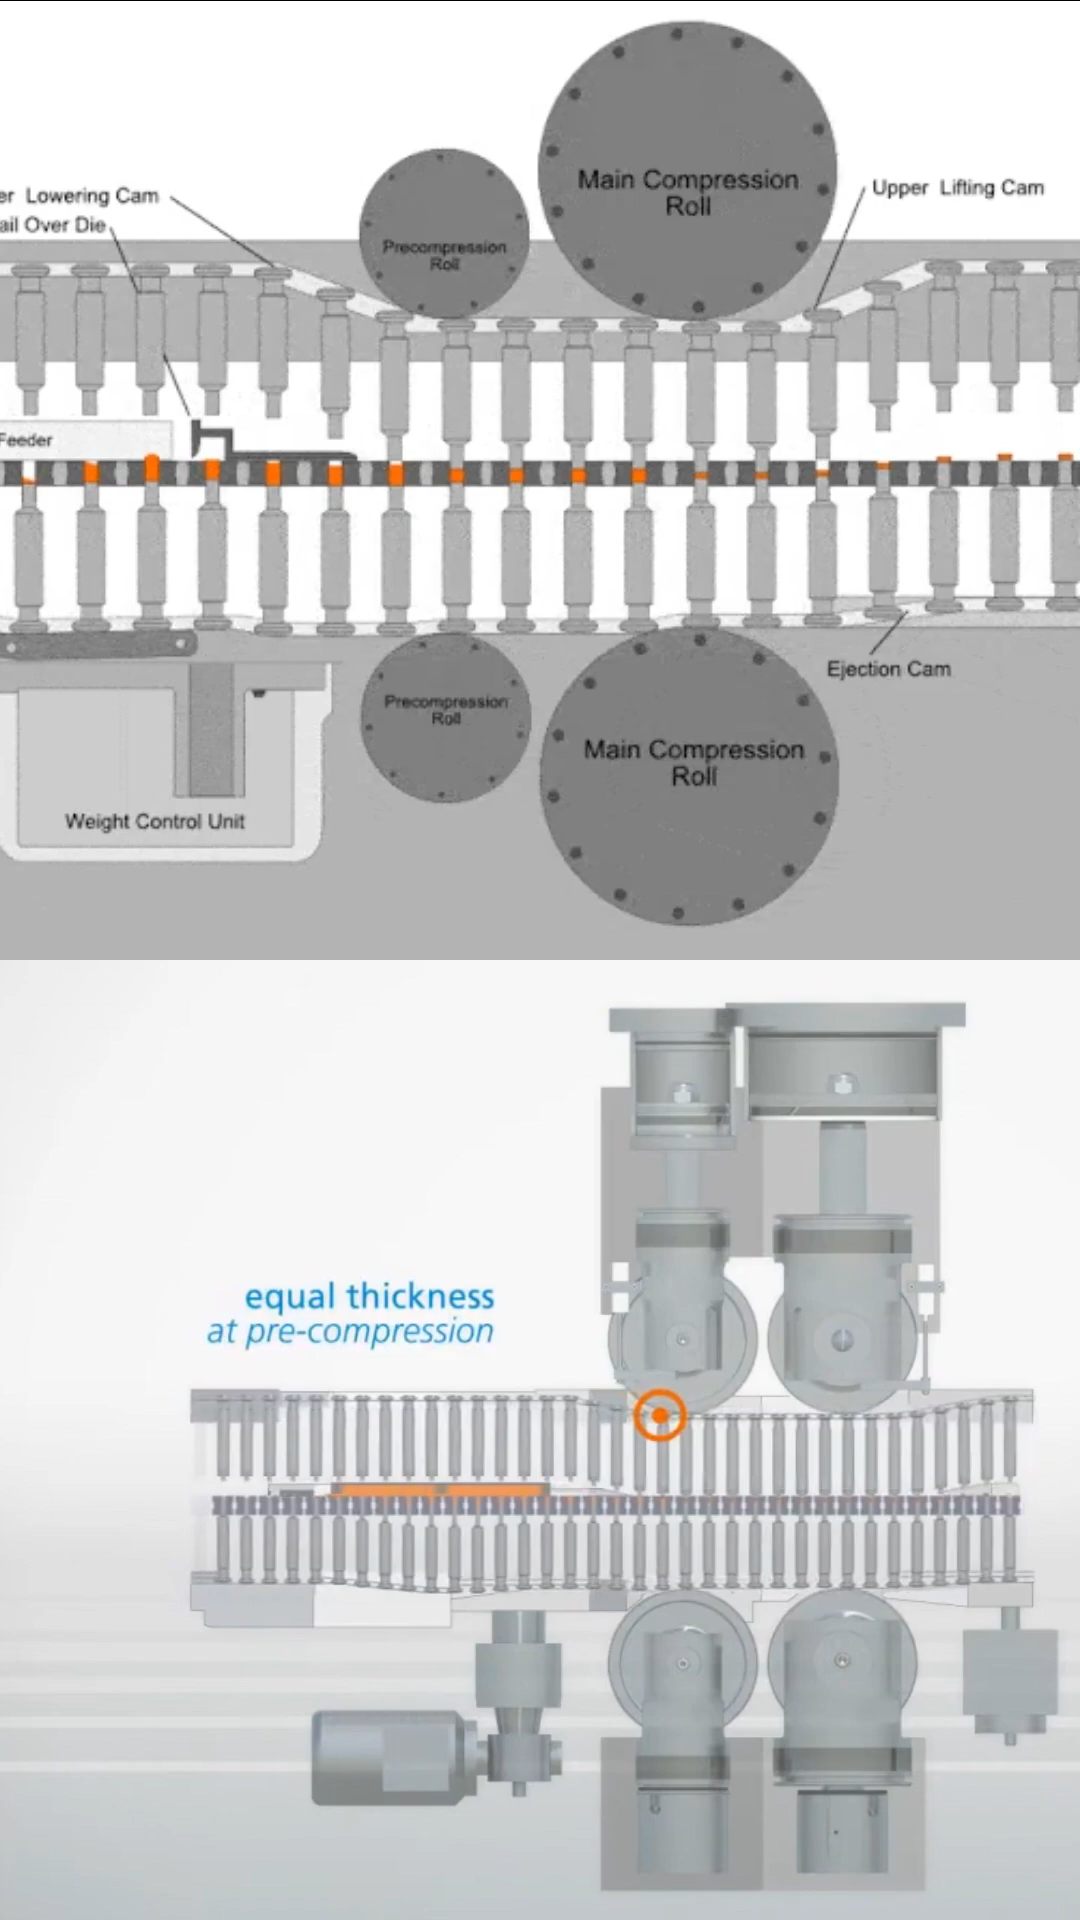 er Lowering Cam
ail Over Die
Feeder
Precompression
Roll
Main Compression
Roll
Upper Lifting Cam
Precompression
Roll
Main Compression
Roll
Ejection Cam
Weight Control Unit
equal thickness
at pre-compression